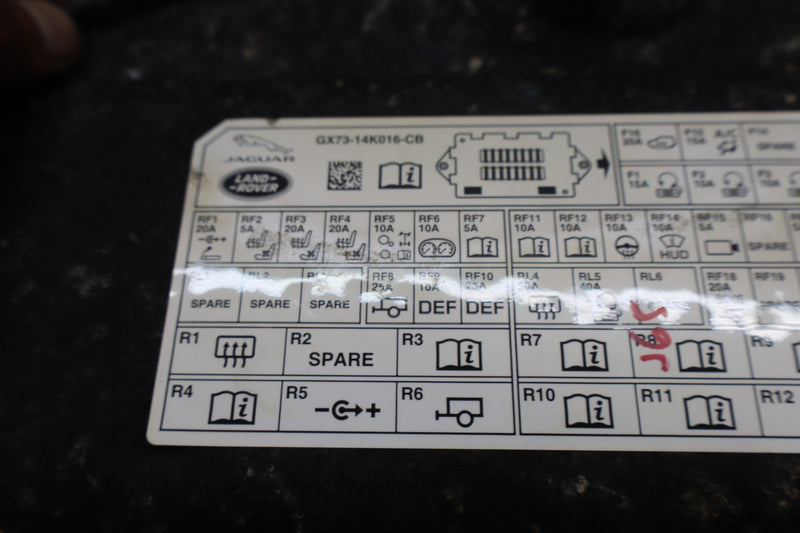 JAGUAR
LAND-
ROVER
GX73-14K016-CB
F16
20A
F15
10A
A/C
SPARE
F1
15A
F2
10A
F3
RF1
20A
RF2
5A
RF3
20A
RF4
20A
RF5
10A
RF6
10A
RF7
5A
RF11
10A
RF12
10A
RF13
10A
RF14
10A
HUD
RF15
5A
RF16
SPARE
SPARE
RL2
SPARE
SPARE
RF8
25A
RF9
10A
DEF
RF10
25A
DEF
RL4
RL5
40A
RL6
RF18
20A
RF19
R1
R2
SPARE
R3
R7
R8
R9
J65
R4
R5
R6
R10
R11
R12